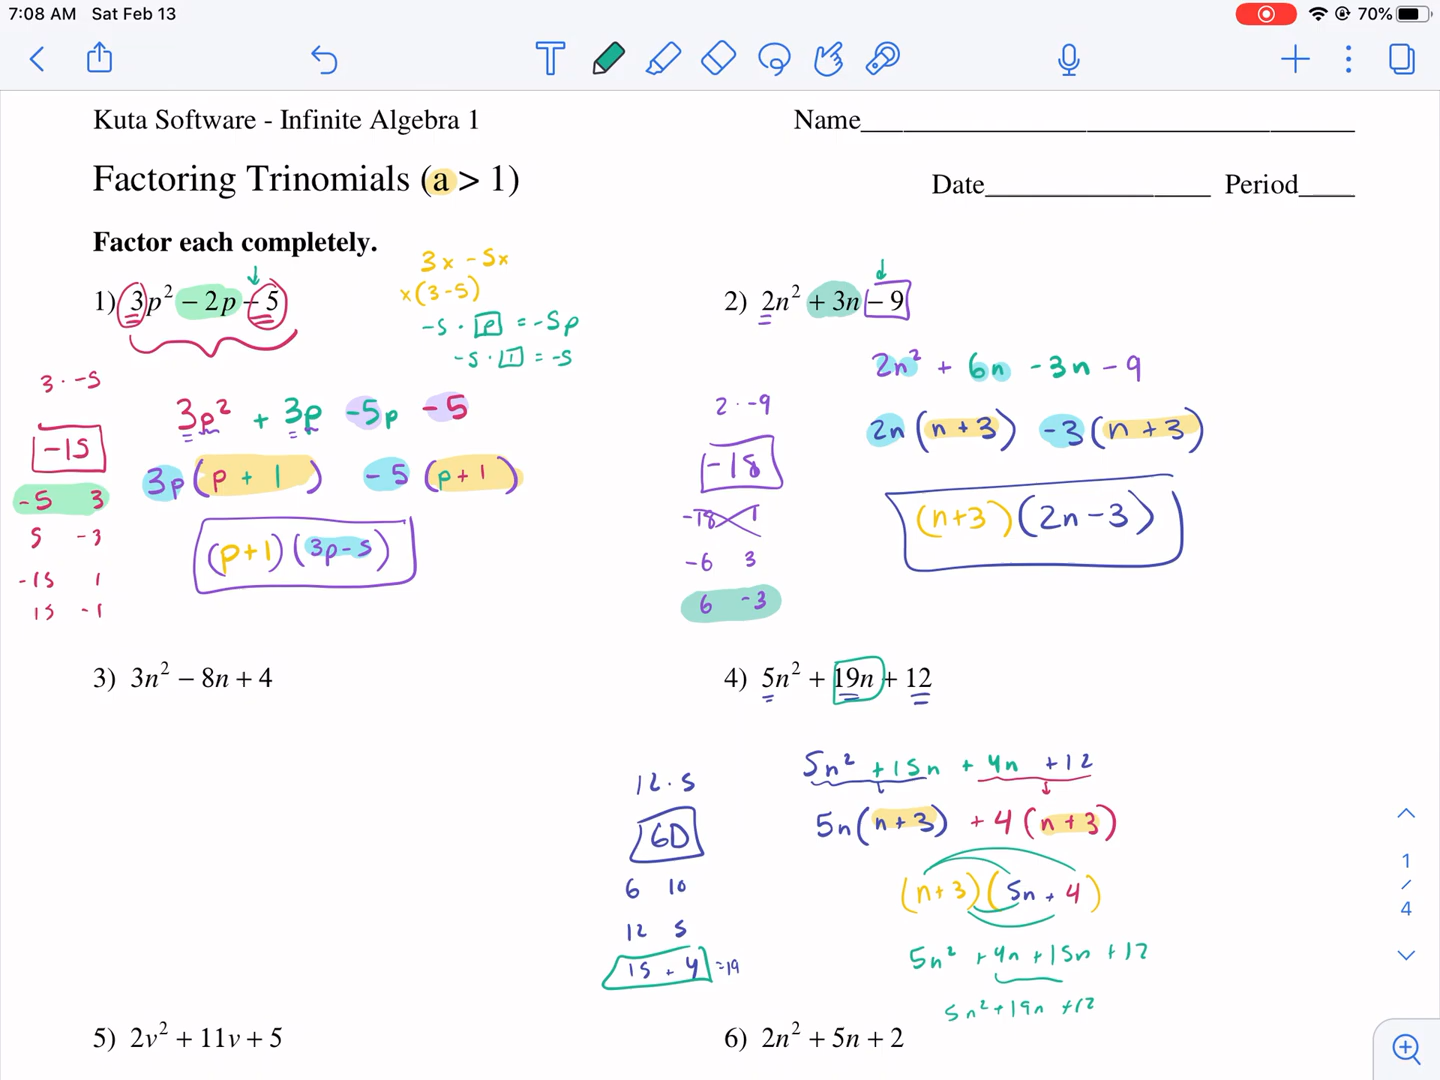 7:08 AM Sat Feb 13
70%
Kuta Software - Infinite Algebra 1
Name
Factoring Trinomials (a > 1)
Date
Period
Factor each completely.
3x - 5x
x(3-5)
-5 · p = -5p
-5 · 1 = -5
1) 3p² − 2p − 5
3 · -5
-15
-5 3
5 -3
-15 1
15 -1
3p² + 3p -5p -5
3p(p + 1) -5(p+1)
(p+1)(3p-5)
2) 2n² + 3n − 9
2 · -9
-18
-18 1
-6 3
6 -3
2n² + 6n -3n -9
2n(n+3) -3(n+3)
(n+3)(2n-3)
3) 3n² − 8n + 4
4) 5n² + 19n + 12
12 · 5
60
6 10
12 5
15 + 4 =19
5n² +15n + 4n +12
5n(n+3) + 4(n+3)
(n+3)(5n+4)
5n² + 4n + 15n + 12
5n² + 19n + 12
1
/
4
5) 2v² + 11v + 5
6) 2n² + 5n + 2